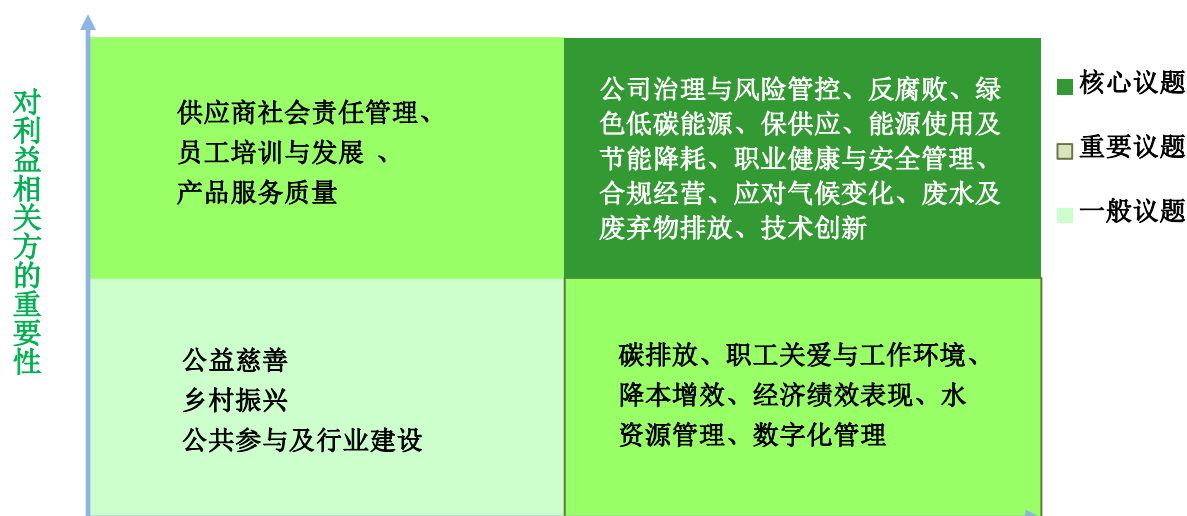 对利益相关方的重要性
供应商社会责任管理、
员工培训与发展 、
产品服务质量
公司治理与风险管控、反腐败、绿
色低碳能源、保供应、能源使用及
节能降耗、职业健康与安全管理、
合规经营、应对气候变化、废水及
废弃物排放、技术创新
核心议题
重要议题
一般议题
公益慈善
乡村振兴
公共参与及行业建设
碳排放、职工关爱与工作环境、
降本增效、经济绩效表现、水
资源管理、数字化管理